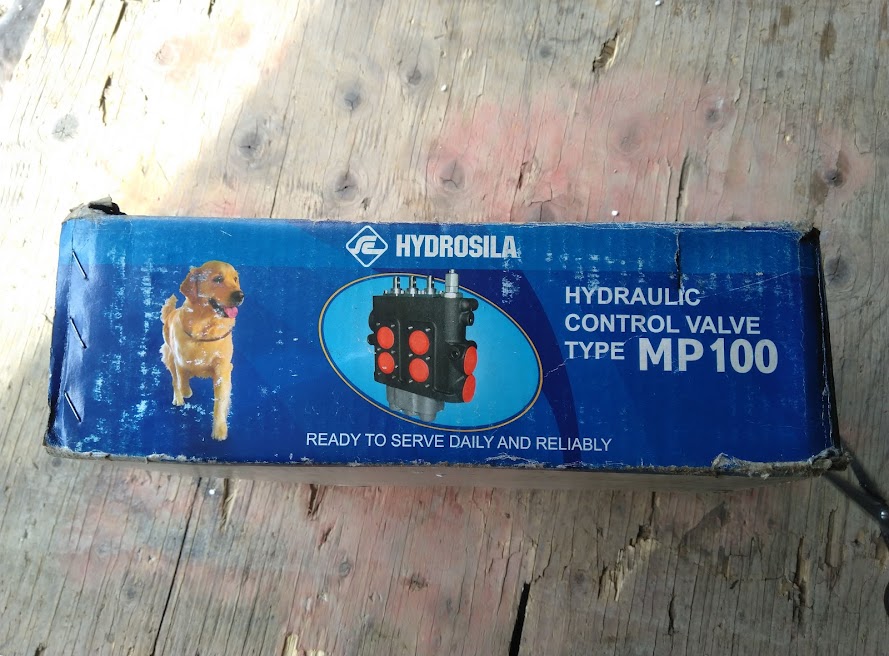 HYDROSILA
HYDRAULIC
CONTROL VALVE
TYPE MP100
READY TO SERVE DAILY AND RELIABLY